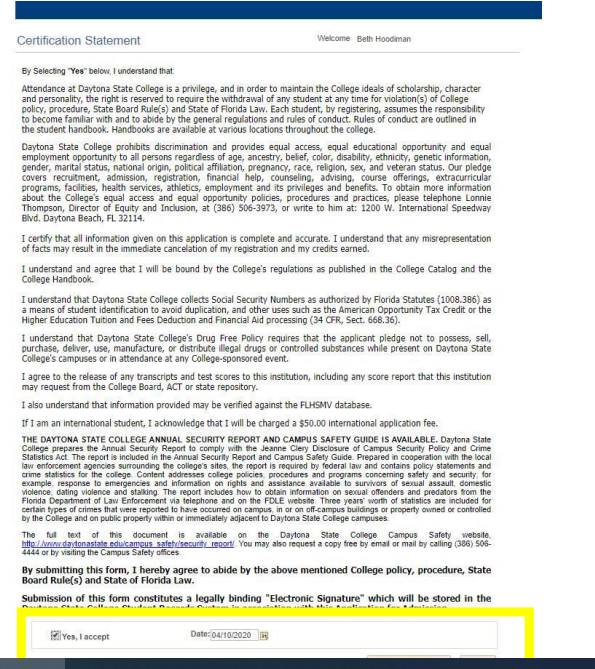 Certification Statement
Welcome Beth Hoodiman
By Selecting "Yes" below, I understand that:
Attendance at Daytona State College is a privilege, and in order to maintain the College ideals of scholarship, character
and personality, the right is reserved to require the withdrawal of any student at any time for violation(s) of College
policy, procedure, State Board Rule(s) and State of Florida Law. Each student, by registering, assumes the responsibility
to become familiar with and to abide by the general regulations and rules of conduct. Rules of conduct are outlined in
the student handbook. Handbooks are available at various locations throughout the college.
Daytona State College prohibits discrimination and provides equal access, equal educational opportunity and equal
employment opportunity to all persons regardless of age, ancestry, belief, color, disability, ethnicity, genetic information,
gender, marital status, national origin, political affiliation, pregnancy, race, religion, sex, and veteran status. Our pledge
covers recruitment, admission, registration, financial help, counseling, advising, course offerings, extracurricular
programs, facilities, health services, athletics, employment and its privileges and benefits. To obtain more information
about the College's equal access and equal opportunity policies, procedures and practices, please telephone Lonnie
Thompson, Director of Equity and Inclusion, at (386) 506-3973, or write to him at: 1200 W. International Speedway
Blvd. Daytona Beach, FL 32114.
I certify that all information given on this application is complete and accurate. I understand that any misrepresentation
of facts may result in the immediate cancelation of my registration and my credits earned.
I understand and agree that I will be bound by the College's regulations as published in the College Catalog and the
College Handbook.
I understand that Daytona State College collects Social Security Numbers as authorized by Florida Statutes (1008.386) as
a means of student identification to avoid duplication, and other uses such as the American Opportunity Tax Credit or the
Higher Education Tuition and Fees Deduction and Financial Aid processing (34 CFR, Sect. 668.36).
I understand that Daytona State College's Drug Free Policy requires that the applicant pledge not to possess, sell,
purchase, deliver, use, manufacture, or distribute illegal drugs or controlled substances while present on Daytona State
College's campuses or in attendance at any College-sponsored event.
I agree to the release of any transcripts and test scores to this institution, including any score report that this institution
may request from the College Board, ACT or state repository.
I also understand that information provided may be verified against the FLHSMV database.
If I am an international student, I acknowledge that I will be charged a $50.00 international application fee.
THE DAYTONA STATE COLLEGE ANNUAL SECURITY REPORT AND CAMPUS SAFETY GUIDE IS AVAILABLE. Daytona State
College prepares the Annual Security Report to comply with the Jeanne Clery Disclosure of Campus Security Policy and Crime
Statistics Act. The report is included in the Annual Security Report and Campus Safety Guide. Prepared in cooperation with the local
law enforcement agencies surrounding the college's sites, the report is required by federal law and contains policy statements and
crime statistics for the college. Content addresses college policies, procedures and programs concerning safety and security, for
example, response to emergencies and information on rights and assistance available to survivors of sexual assault, domestic
violence, dating violence and stalking. The report includes how to obtain information on sexual offenders and predators from the
Florida Department of Law Enforcement via telephone and on the FDLE website. Three years' worth of statistics are included for
certain types of crimes that were reported to have occurred on campus, in or on off-campus buildings or property owned or controlled
by the College and on public property within or immediately adjacent to Daytona State College campuses.
The full text of this document is available on the Daytona College Campus Safety website,
http://www.daytonastate.edu/campus_safety/security_report/. You may also request a copy free by email or mail by calling (386) 506-
4444 or by visiting the Campus Safety offices.
By submitting this form, I hereby agree to abide by the above mentioned College policy, procedure, State
Board Rule(s) and State of Florida Law.
Submission of this form constitutes a legally binding "Electronic Signature" which will be stored in the
Daytona State College Student Records System in association with this Application for Admission
Yes, I accept
Date: 04/10/2020